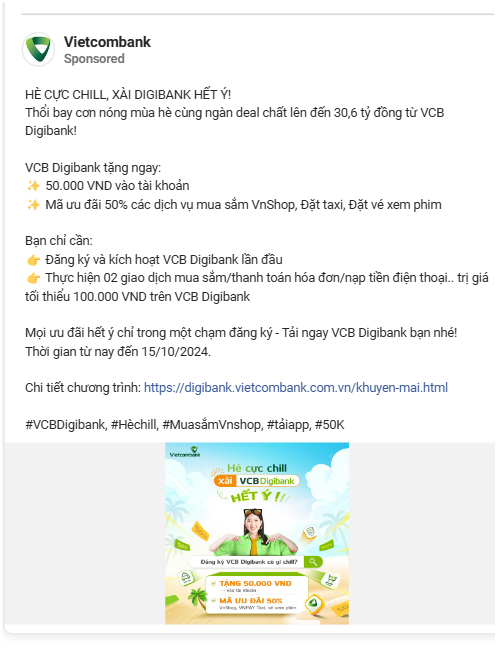 Vietcombank
Sponsored
HÈ CỰC CHILL, XÀI DIGIBANK HẾT Ý!
Thổi bay cơn nóng mùa hè cùng ngàn deal chất lên đến 30,6 tỷ đồng từ VCB
Digibank!
VCB Digibank tặng ngay:
✨ 50.000 VND vào tài khoản
✨ Mã ưu đãi 50% các dịch vụ mua sắm VnShop, Đặt taxi, Đặt vé xem phim
Bạn chỉ cần:
👉 Đăng ký và kích hoạt VCB Digibank lần đầu
👉 Thực hiện 02 giao dịch mua sắm/thanh toán hóa đơn/nạp tiền điện thoại.. trị giá
tối thiểu 100.000 VND trên VCB Digibank
Mọi ưu đãi hết ý chỉ trong một chạm đăng ký - Tải ngay VCB Digibank bạn nhé!
Thời gian từ nay đến 15/10/2024.
Chi tiết chương trình: https://digibank.vietcombank.com.vn/khuyen-mai.html
#VCBDigibank, #Hèchill, #MuasắmVnshop, #tảiapp, #50K
Vietcombank
Hè cực chill
xài VCB Digibank
HẾT Ý!!!
Đăng ký VCB Digibank có gì chill?
TẶNG 50.000 VND
vào tài khoản
MÃ ƯU ĐÃI 50%
VnShop, VNPAY Taxi, vé xem phim